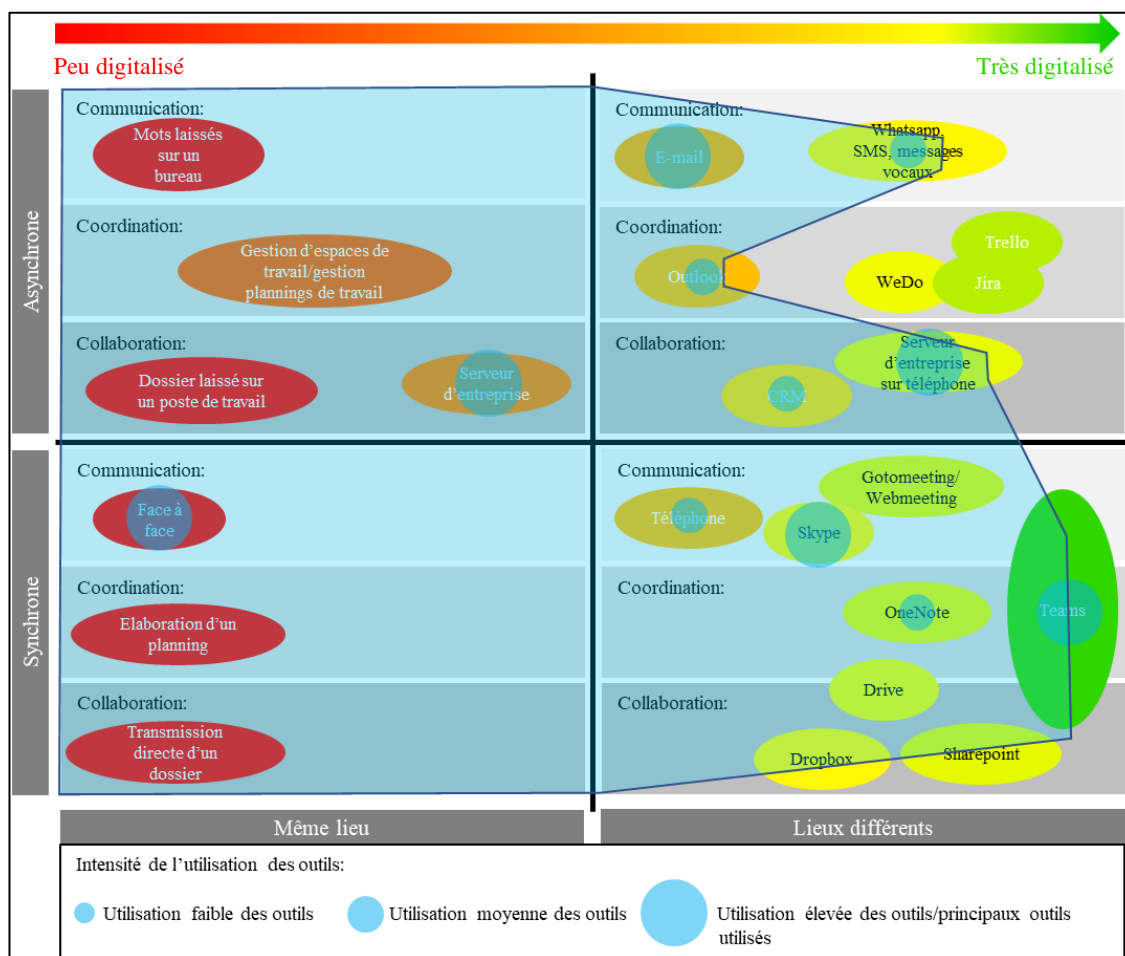 Peu digitalisé
Très digitalisé
Asynchrone
Communication:
Mots laissés
sur un
bureau
Communication:
E-mail
Whatsapp,
SMS, messages
vocaux
Coordination:
Gestion d’espaces de
travail/gestion
plannings de travail
Coordination:
Outlook
WeDo
Trello
Jira
Collaboration:
Dossier laissé sur
un poste de travail
Serveur
d’entreprise
Collaboration:
CRM
Serveur
d’entreprise
sur téléphone
Synchrone
Communication:
Face à
face
Communication:
Téléphone
Skype
Gotomeeting/
Webmeeting
Coordination:
Elaboration d’un
planning
Coordination:
OneNote
Teams
Collaboration:
Transmission
directe d’un
dossier
Collaboration:
Drive
Dropbox
Sharepoint
Même lieu
Lieux différents
Intensité de l’utilisation des outils:
Utilisation faible des outils
Utilisation moyenne des outils
Utilisation élevée des outils/principaux outils
utilisés